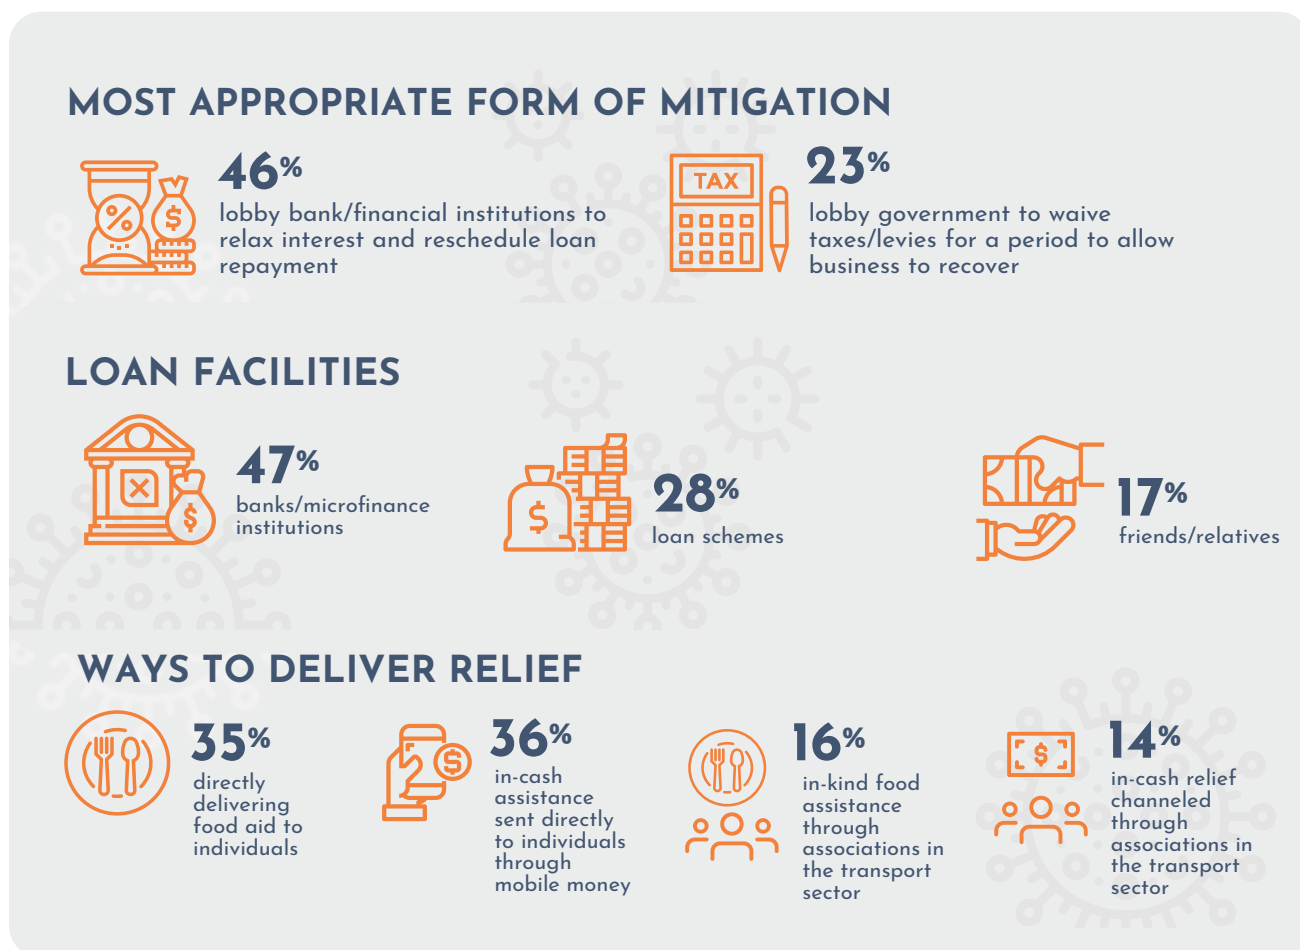 MOST APPROPRIATE FORM OF MITIGATION
46%
lobby bank/financial institutions to
relax interest and reschedule loan
repayment
TAX
23%
lobby government to waive
taxes/levies for a period to allow
business to recover
LOAN FACILITIES
47%
banks/microfinance
institutions
28%
loan schemes
17%
friends/relatives
WAYS TO DELIVER RELIEF
35%
directly
delivering
food aid to
individuals
36%
in-cash
assistance
sent directly
to individuals
through
mobile money
16%
in-kind food
assistance
through
associations in
the transport
sector
14%
in-cash relief
channeled
through
associations in
the transport
sector